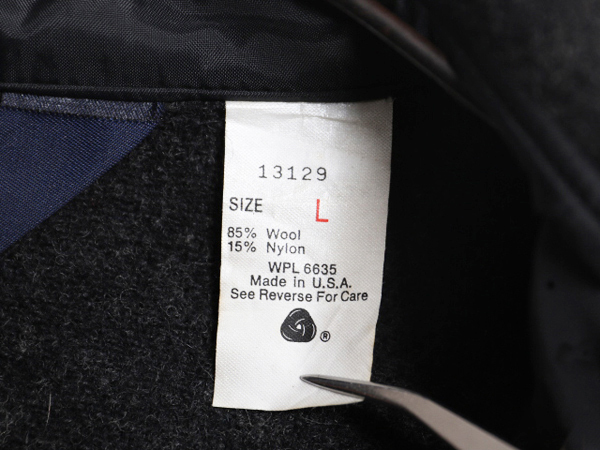 13129
SIZE L
85% Wool
15% Nylon
WPL 6635
Made in U.S.A.
See Reverse For Care
®